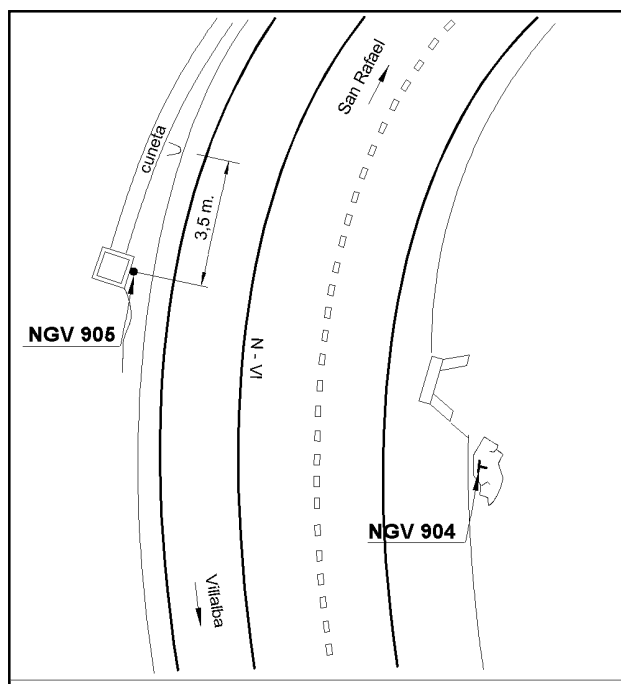 San Rafael
cuneta
3,5 m.
NGV 905
N - VI
NGV 904
Villalba